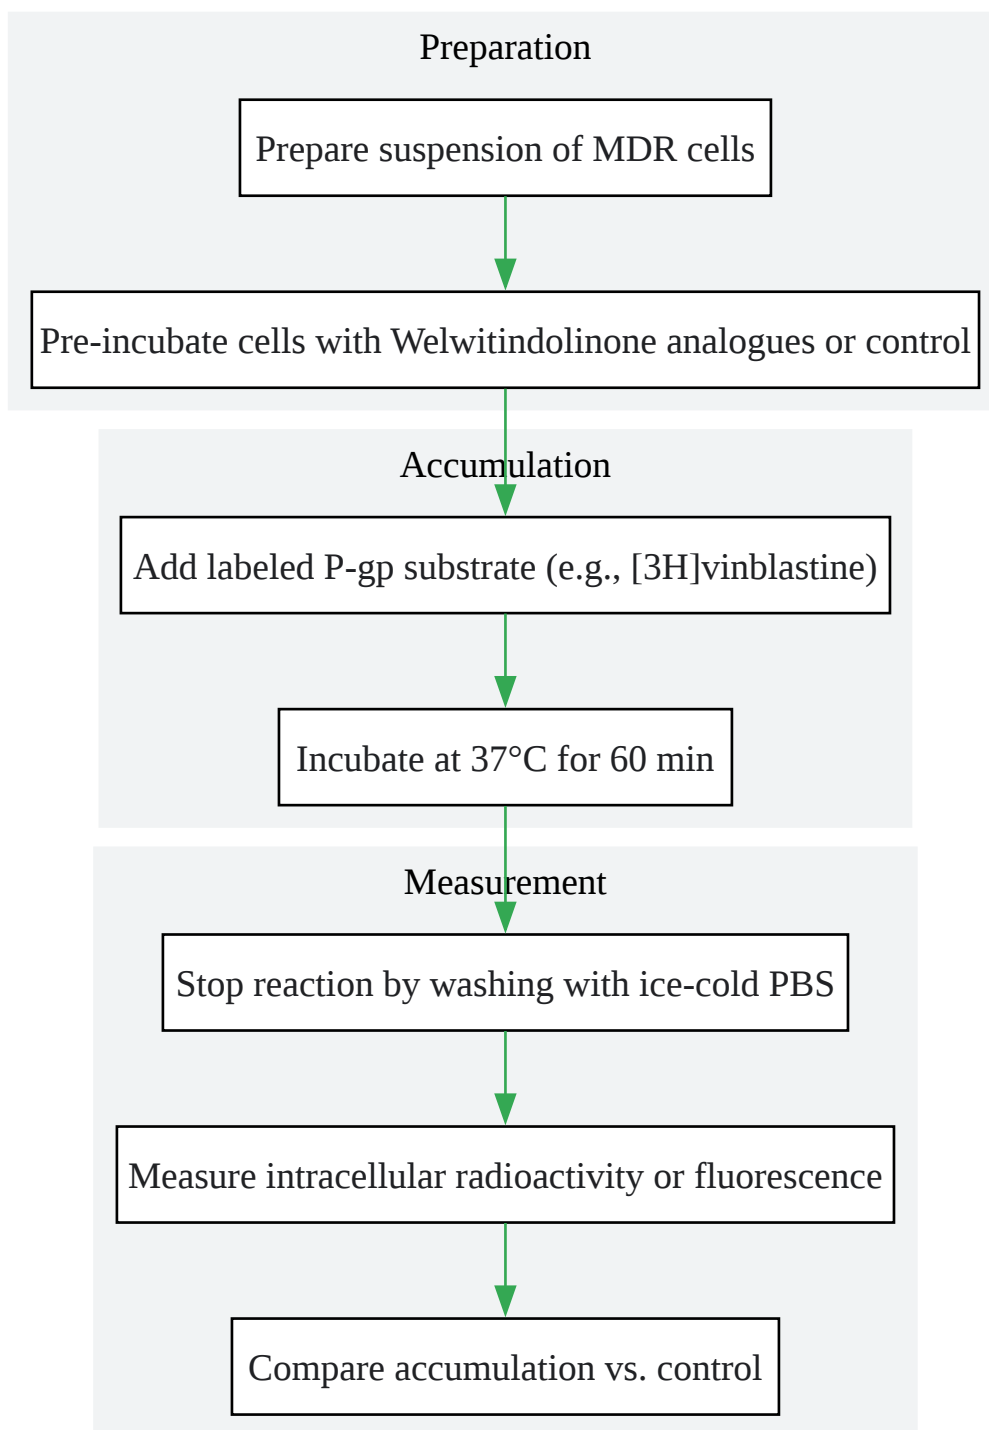 Preparation
Prepare suspension of MDR cells
Pre-incubate cells with Welwitindolinone analogues or control
Accumulation
Add labeled P-gp substrate (e.g., [3H]vinblastine)
Incubate at 37°C for 60 min
Measurement
Stop reaction by washing with ice-cold PBS
Measure intracellular radioactivity or fluorescence
Compare accumulation vs. control